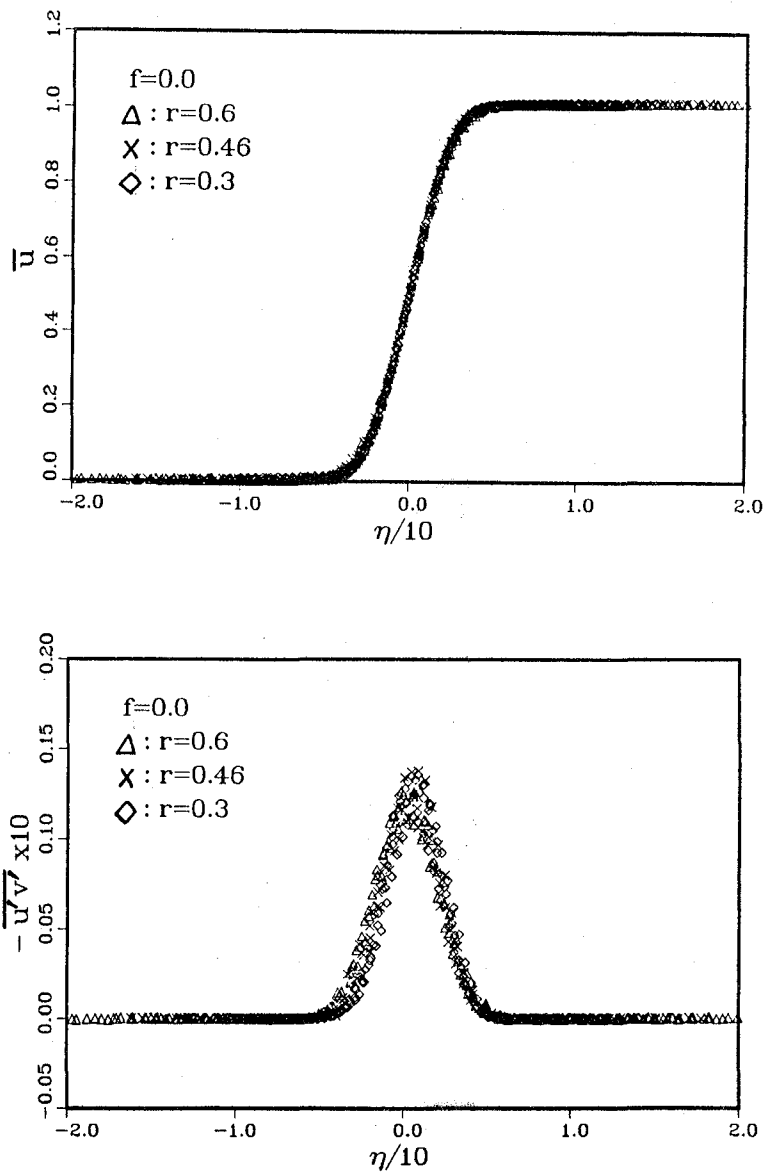 1.2
1.0
0.8
0.6
0.4
0.2
0.0
u̅
f=0.0
△ : r=0.6
× : r=0.46
◇ : r=0.3
-2.0 -1.0 0.0 1.0 2.0
η/10
0.20
0.15
0.10
0.05
0.00
-0.05
− u′v′ x10
f=0.0
△ : r=0.6
× : r=0.46
◇ : r=0.3
-2.0 -1.0 0.0 1.0 2.0
η/10